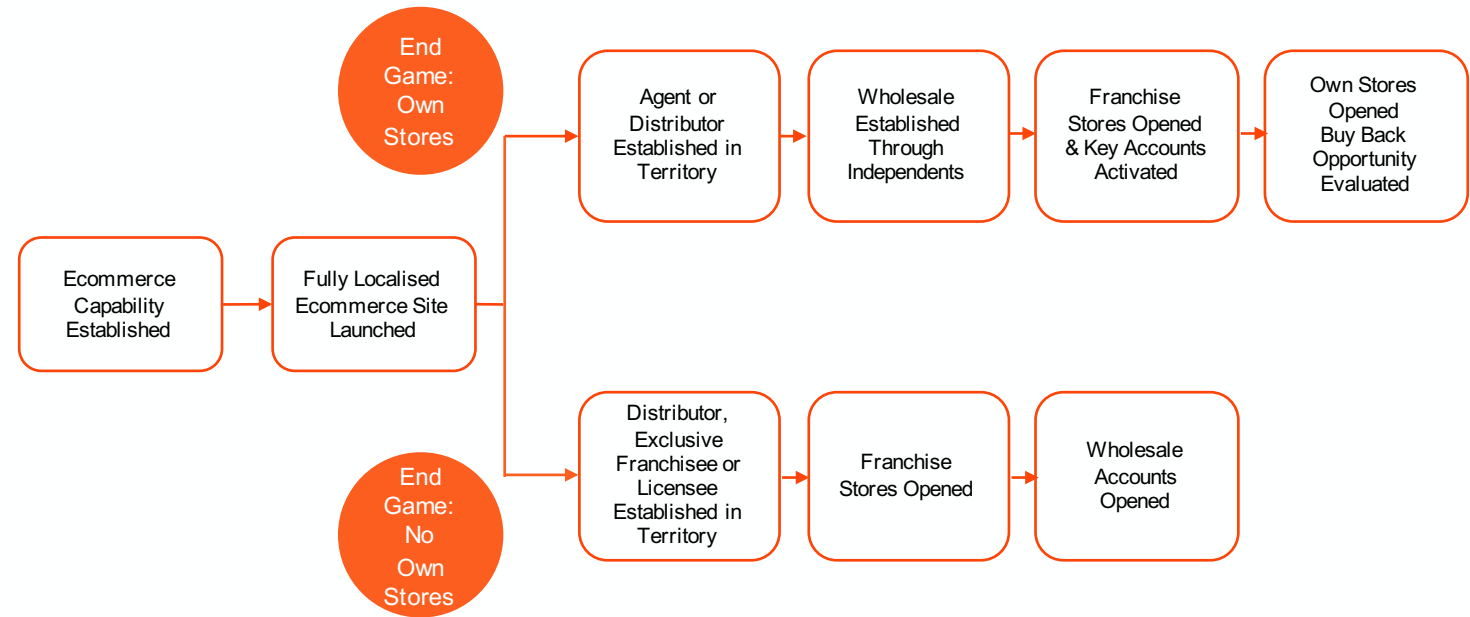 End
Game:
Own
Stores
Agent or
Distributor
Established in
Territory
Wholesale
Established
Through
Independents
Franchise
Stores Opened
& Key Accounts
Activated
Own Stores
Opened
Buy Back
Opportunity
Evaluated
Ecommerce
Capability
Established
Fully Localised
Ecommerce Site
Launched
End
Game:
No
Own
Stores
Distributor,
Exclusive
Franchisee or
Licensee
Established in
Territory
Franchise
Stores Opened
Wholesale
Accounts
Opened